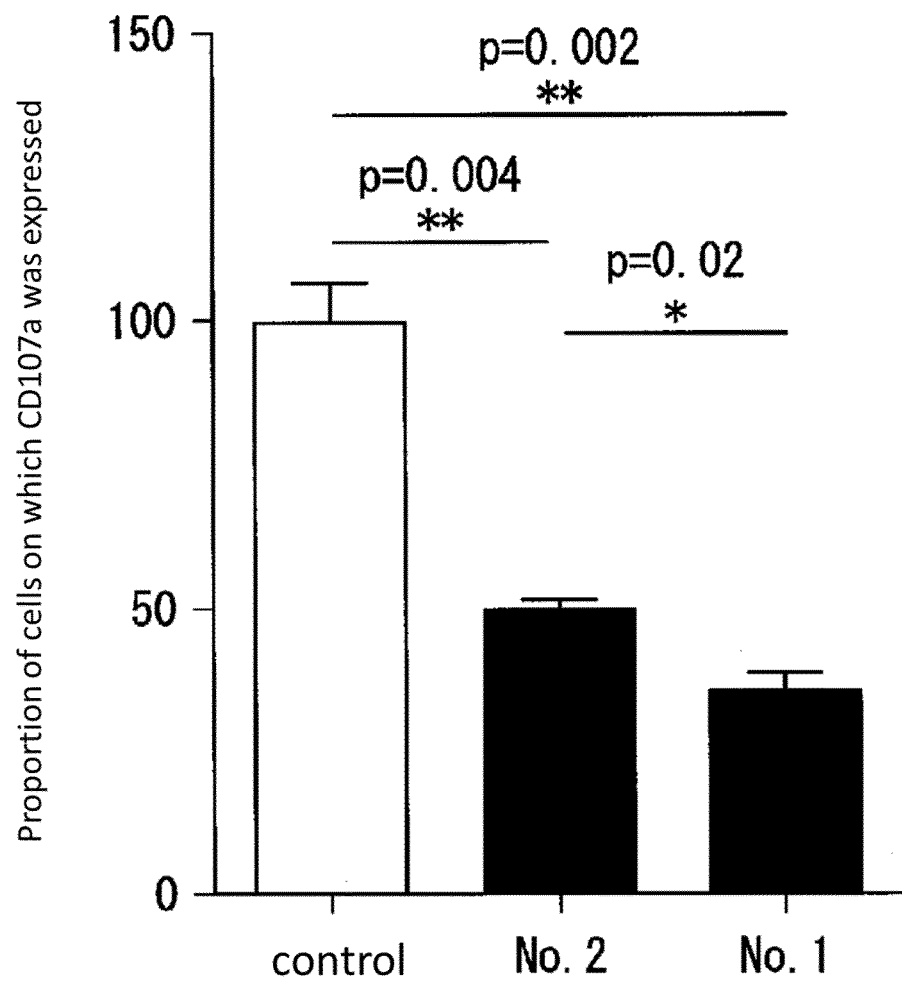 150
p=0.002
**
p=0.004
**
p=0.02
*
100
50
0
Proportion of cells on which CD107a was expressed
control
No.2
No.1